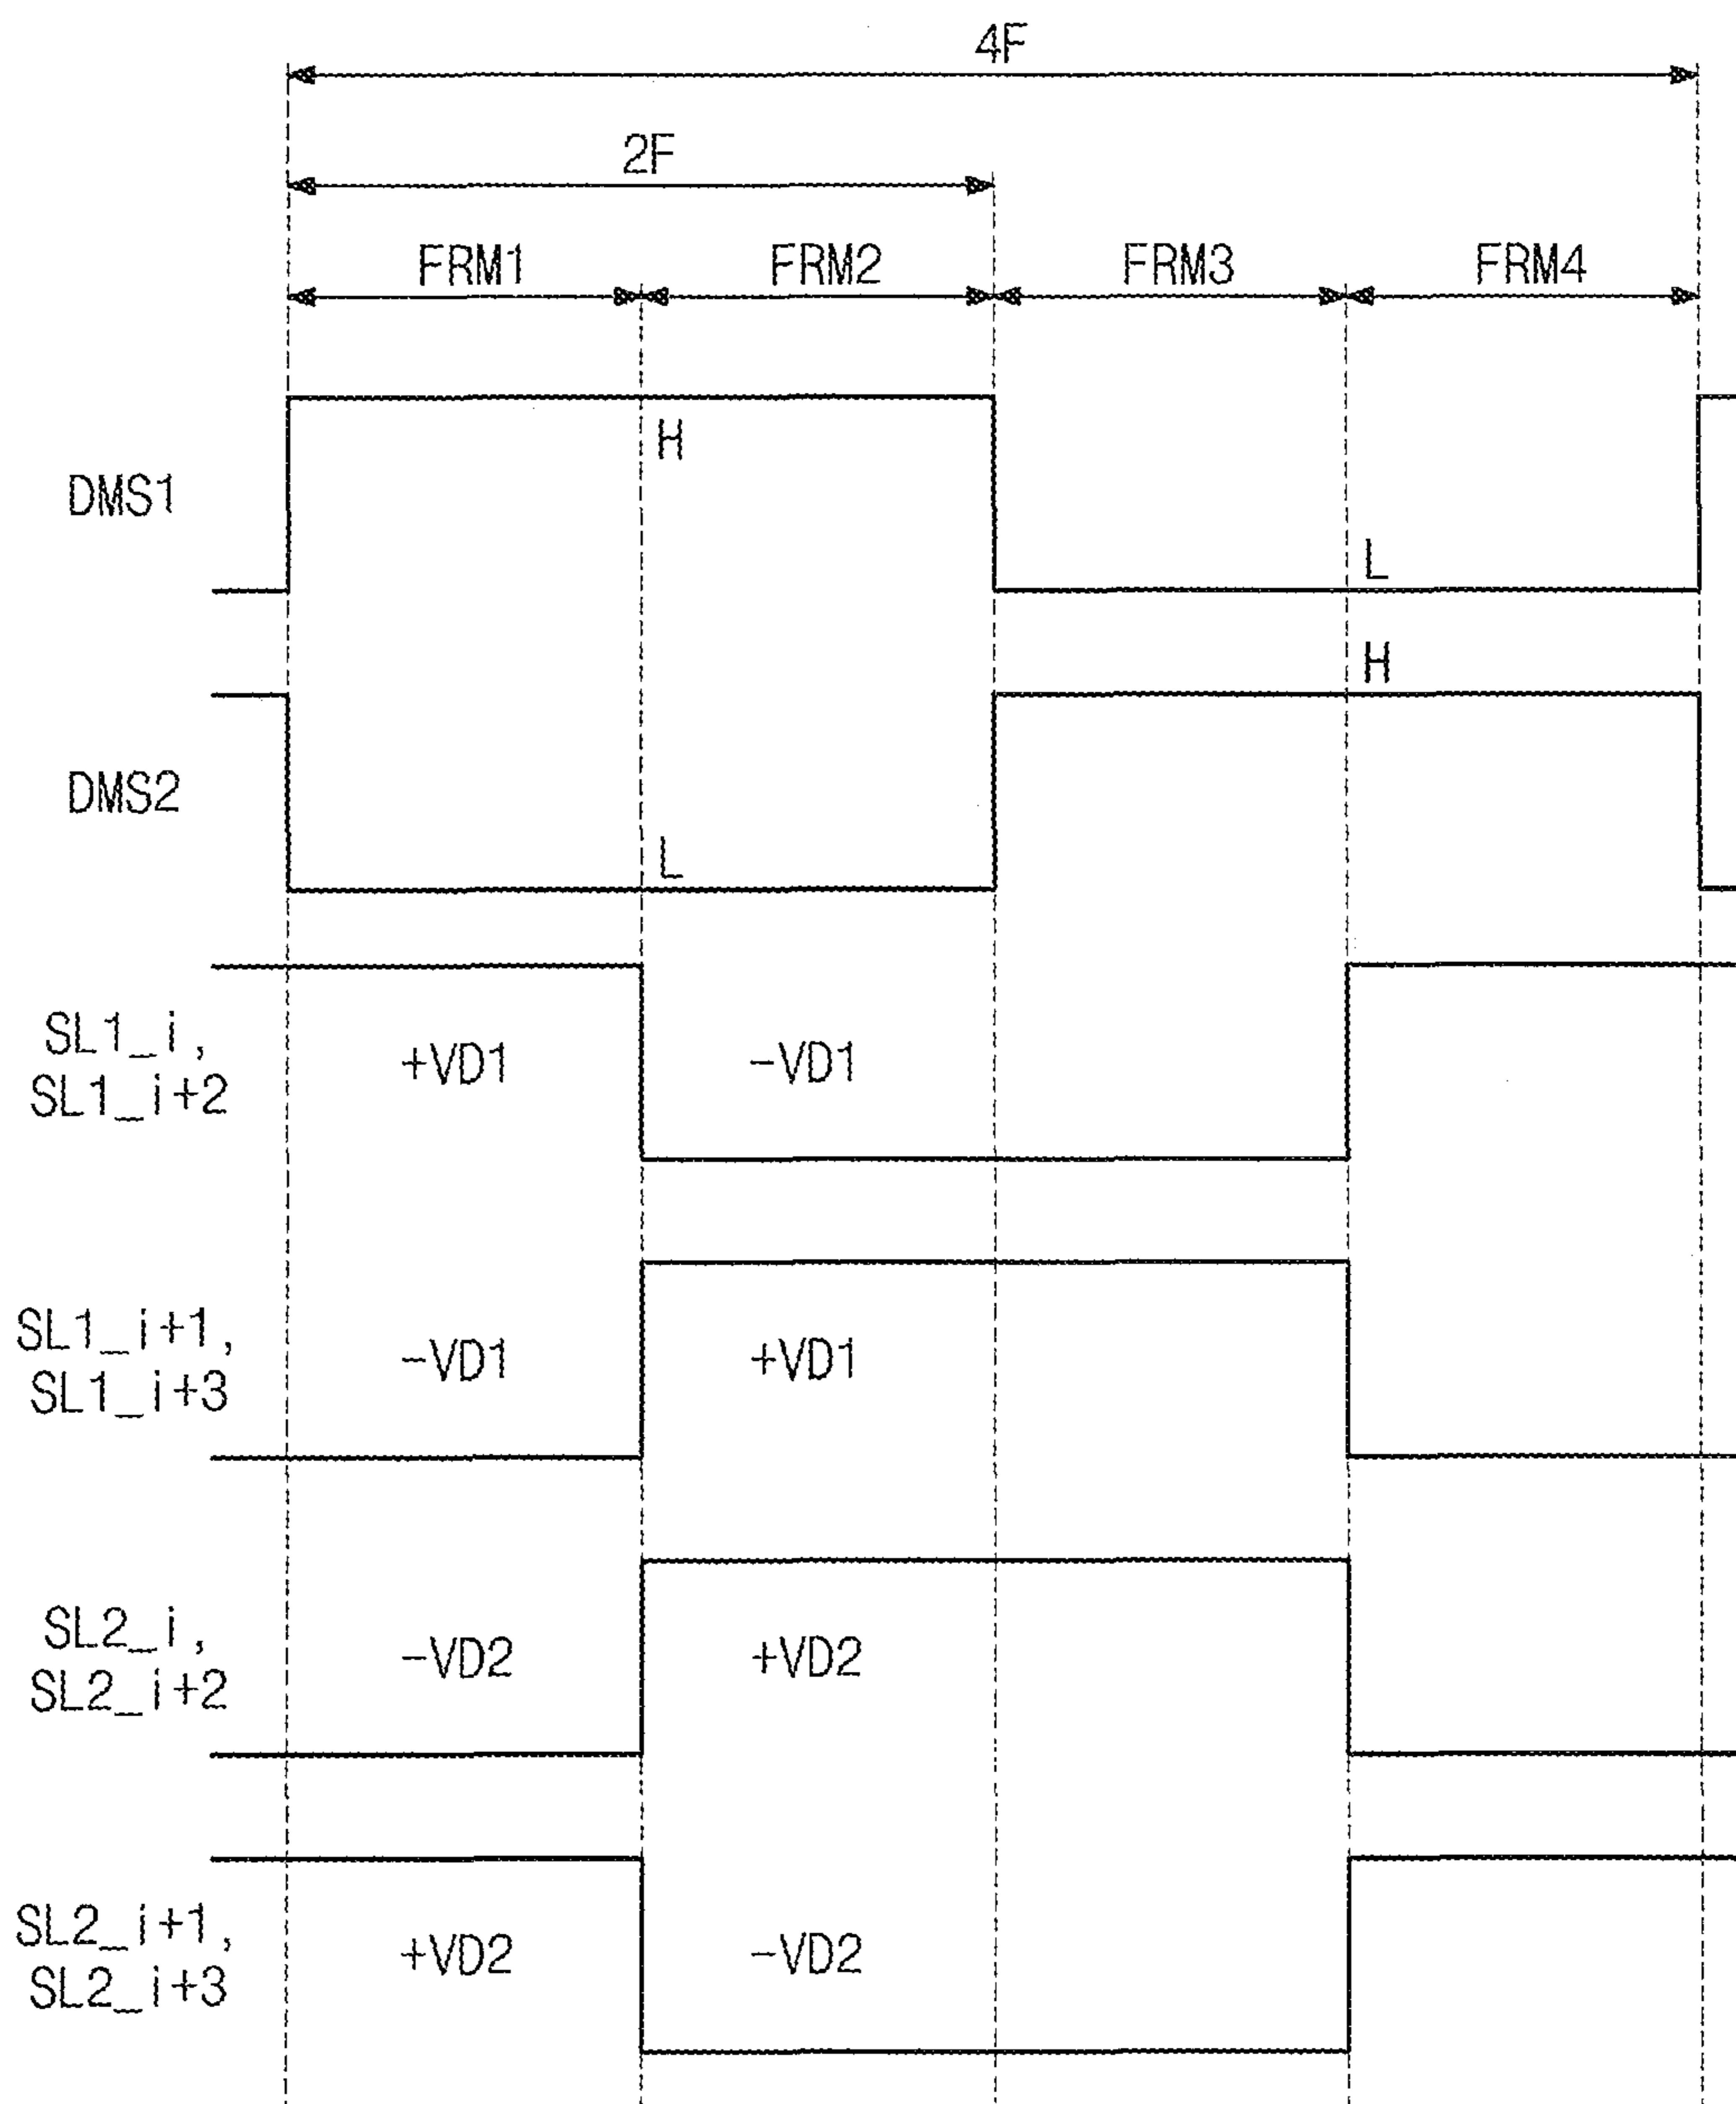 4F
2F
FRM1 FRM2 FRM3 FRM4
H
DMS1
L
H
DMS2
L
SL1_i,
SL1_i+2
+VD1 -VD1
SL1_i+1,
SL1_i+3
-VD1 +VD1
SL2_i,
SL2_i+2
-VD2 +VD2
SL2_i+1,
SL2_i+3
+VD2 -VD2